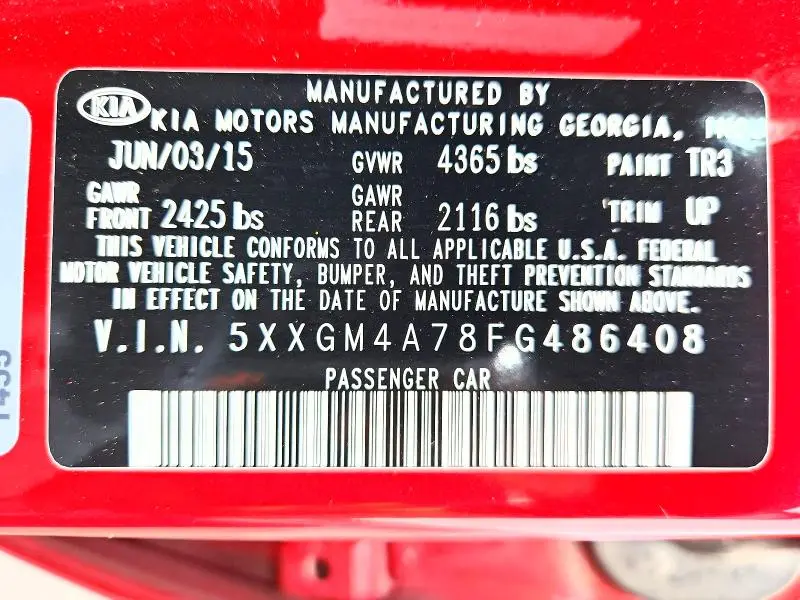 MANUFACTURED BY
KIA
KIA MOTORS MANUFACTURING GEORGIA,
JUN/03/15 GVWR 4365 lbs PAINT TR3
GAWR FRONT 2425 lbs GAWR REAR 2116 lbs TRIM UP
THIS VEHICLE CONFORMS TO ALL APPLICABLE U.S.A. FEDERAL
MOTOR VEHICLE SAFETY, BUMPER, AND THEFT PREVENTION STANDARDS
IN EFFECT ON THE DATE OF MANUFACTURE SHOWN ABOVE.
V.I.N. 5XXGM4A78FG486408
PASSENGER CAR